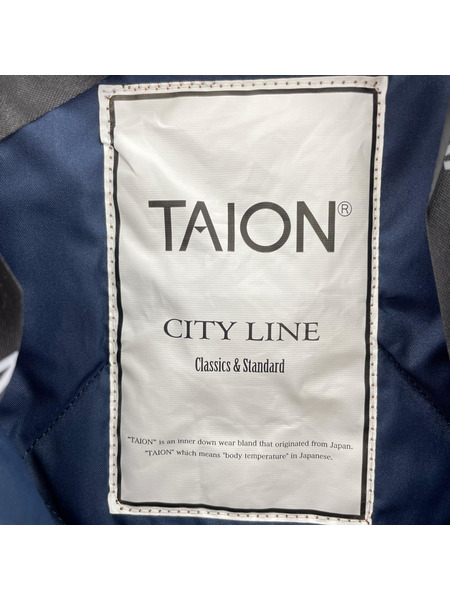 TAION®
CITY LINE
Classics & Standard
"TAION" is an inner down wear bland that originated from Japan.
"TAION" which means "body temperature" in Japanese.